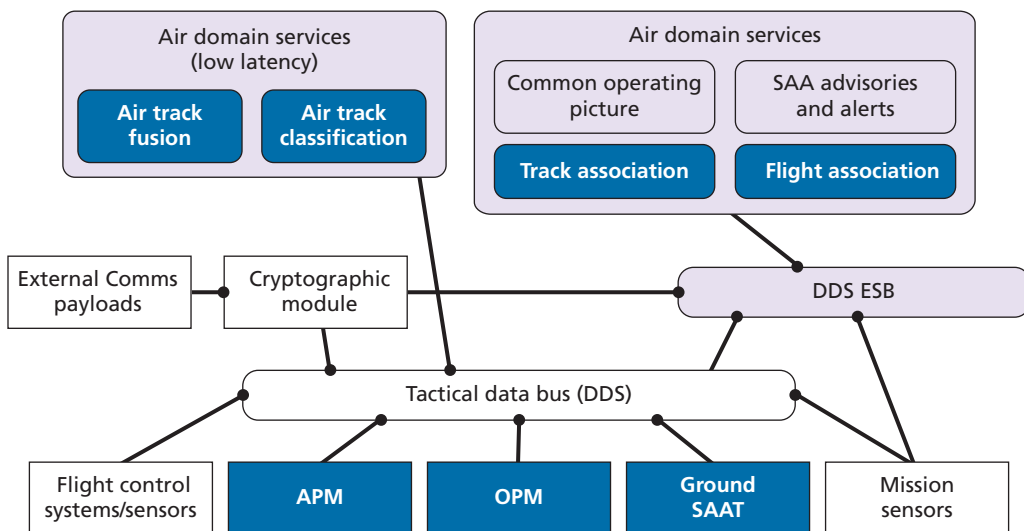 Air domain services
(low latency)
Air track
fusion
Air track
classification
Air domain services
Common operating
picture
SAA advisories
and alerts
Track association
Flight association
External Comms
payloads
Cryptographic
module
DDS ESB
Tactical data bus (DDS)
Flight control
systems/sensors
APM
OPM
Ground
SAAT
Mission
sensors